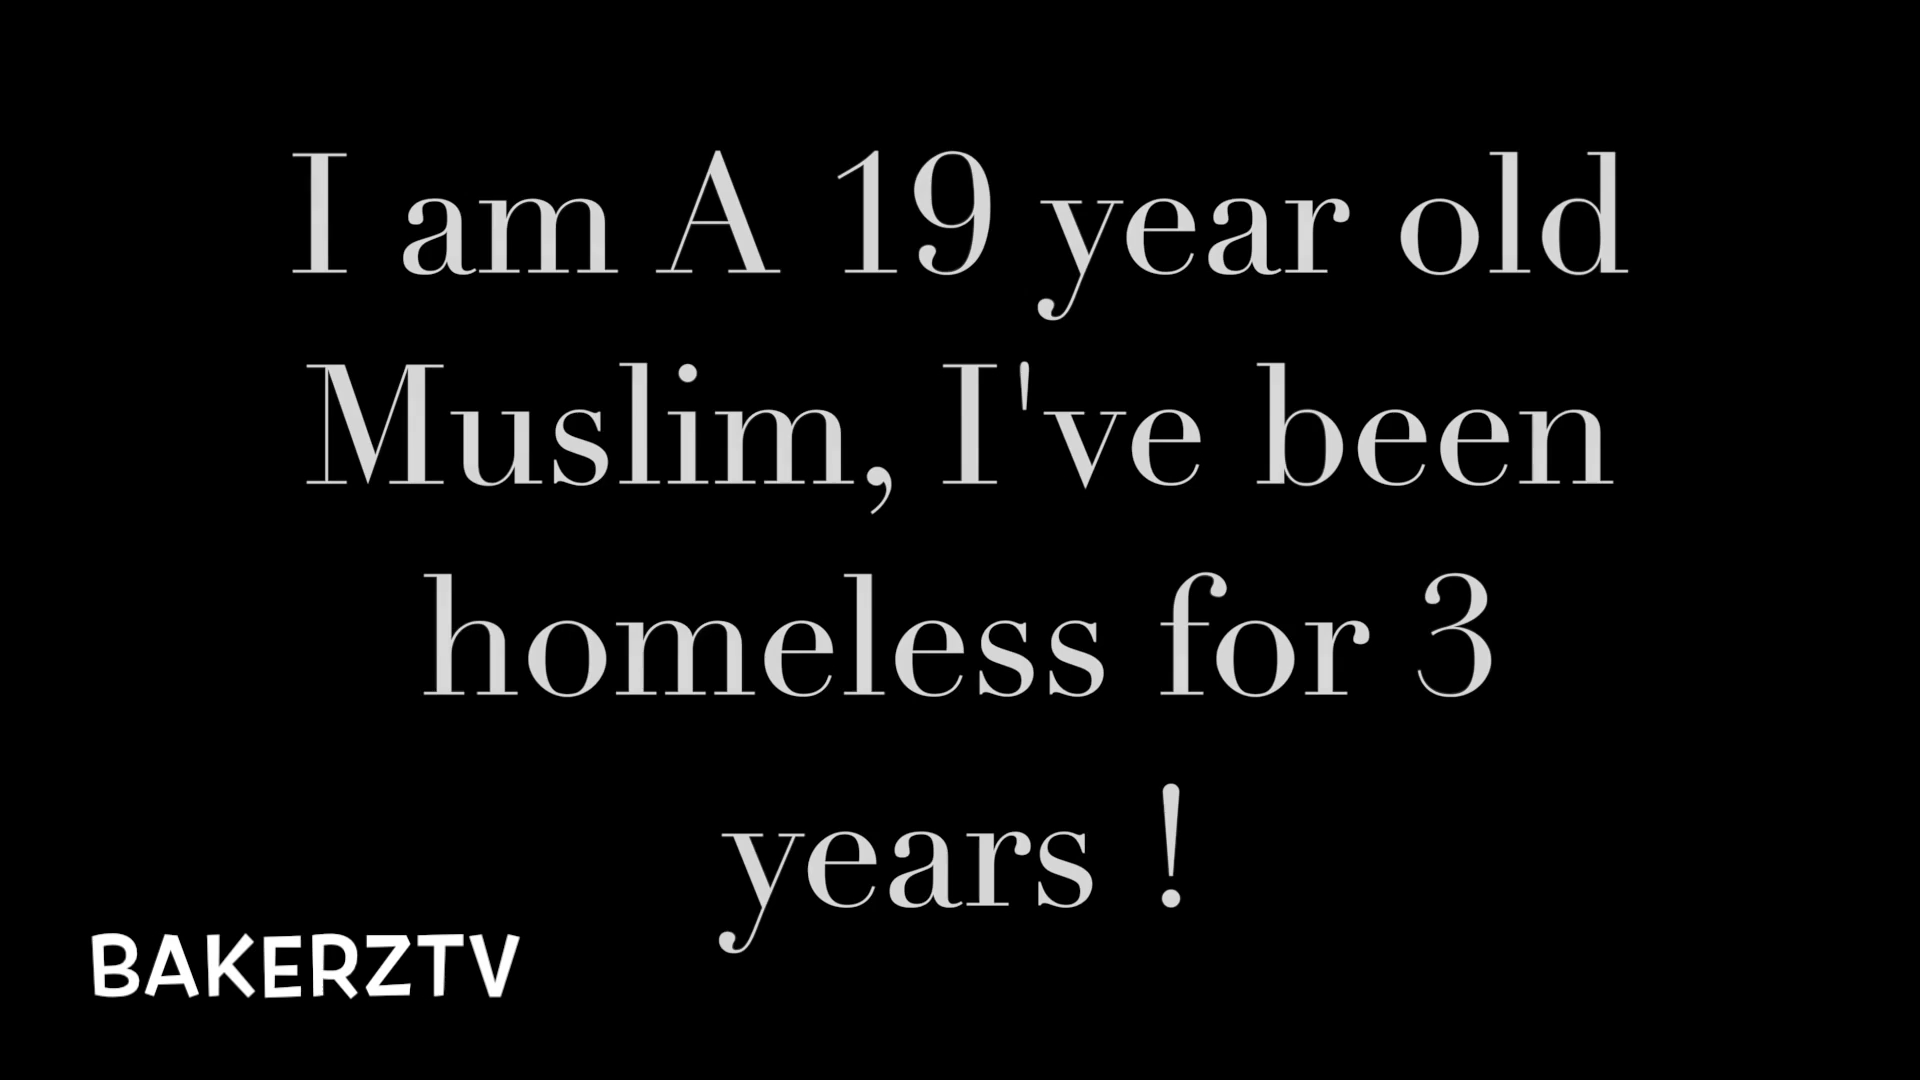 I am A 19 year old
Muslim, I've been
homeless for 3
years !
BAKERZTV